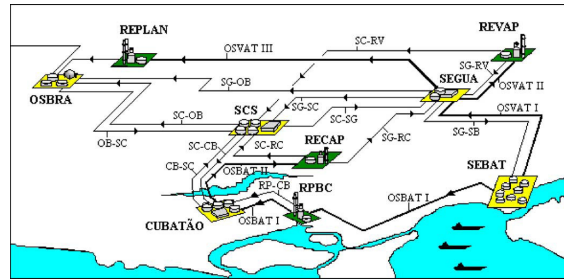 REPLAN
REVAP
OSVAT III
SC-RV
SG-RV
OSVAT II
OSBRA
SG-OB
SEGUA
OSVAT I
SCS
SG-SC
SC-OB
SC-SG
SG-SB
OB-SC
SC-CB
SC-RC
RECAP
SG-RC
CB-SC
OSBAT II
SEBAT
RP-CB
RPBC
OSBAT I
CUBATÃO
OSBAT I